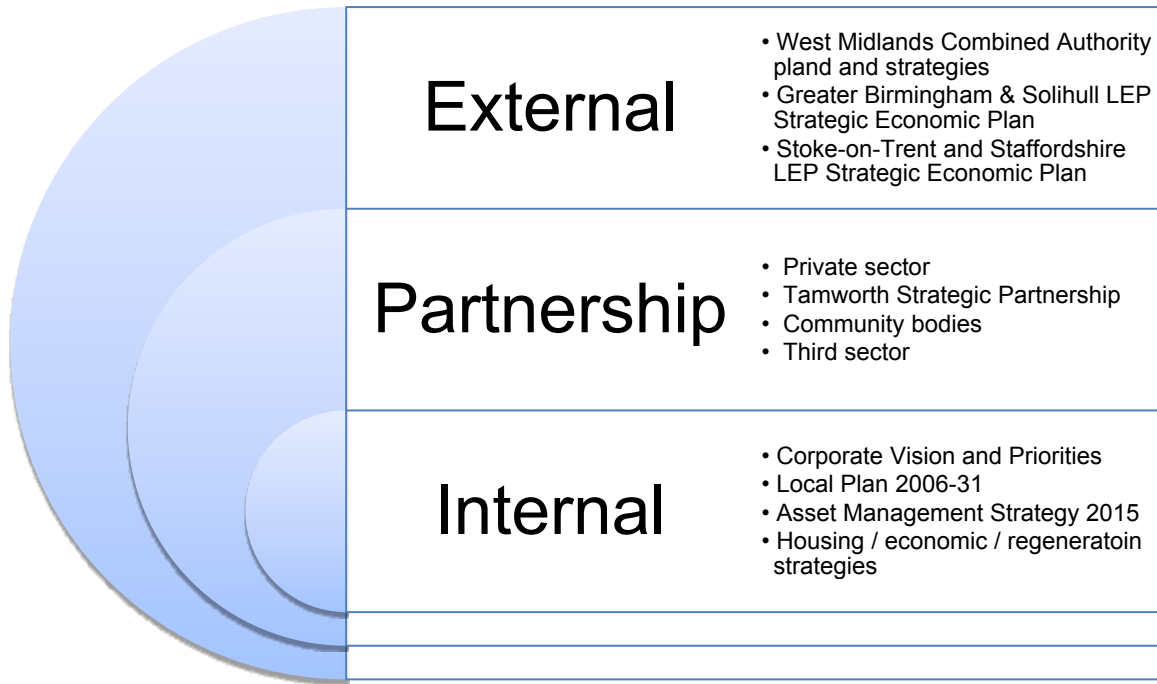 External
• West Midlands Combined Authority
pland and strategies
• Greater Birmingham & Solihull LEP
Strategic Economic Plan
• Stoke-on-Trent and Staffordshire
LEP Strategic Economic Plan
Partnership
• Private sector
• Tamworth Strategic Partnership
• Community bodies
• Third sector
Internal
• Corporate Vision and Priorities
• Local Plan 2006-31
• Asset Management Strategy 2015
• Housing / economic / regeneratoin
strategies